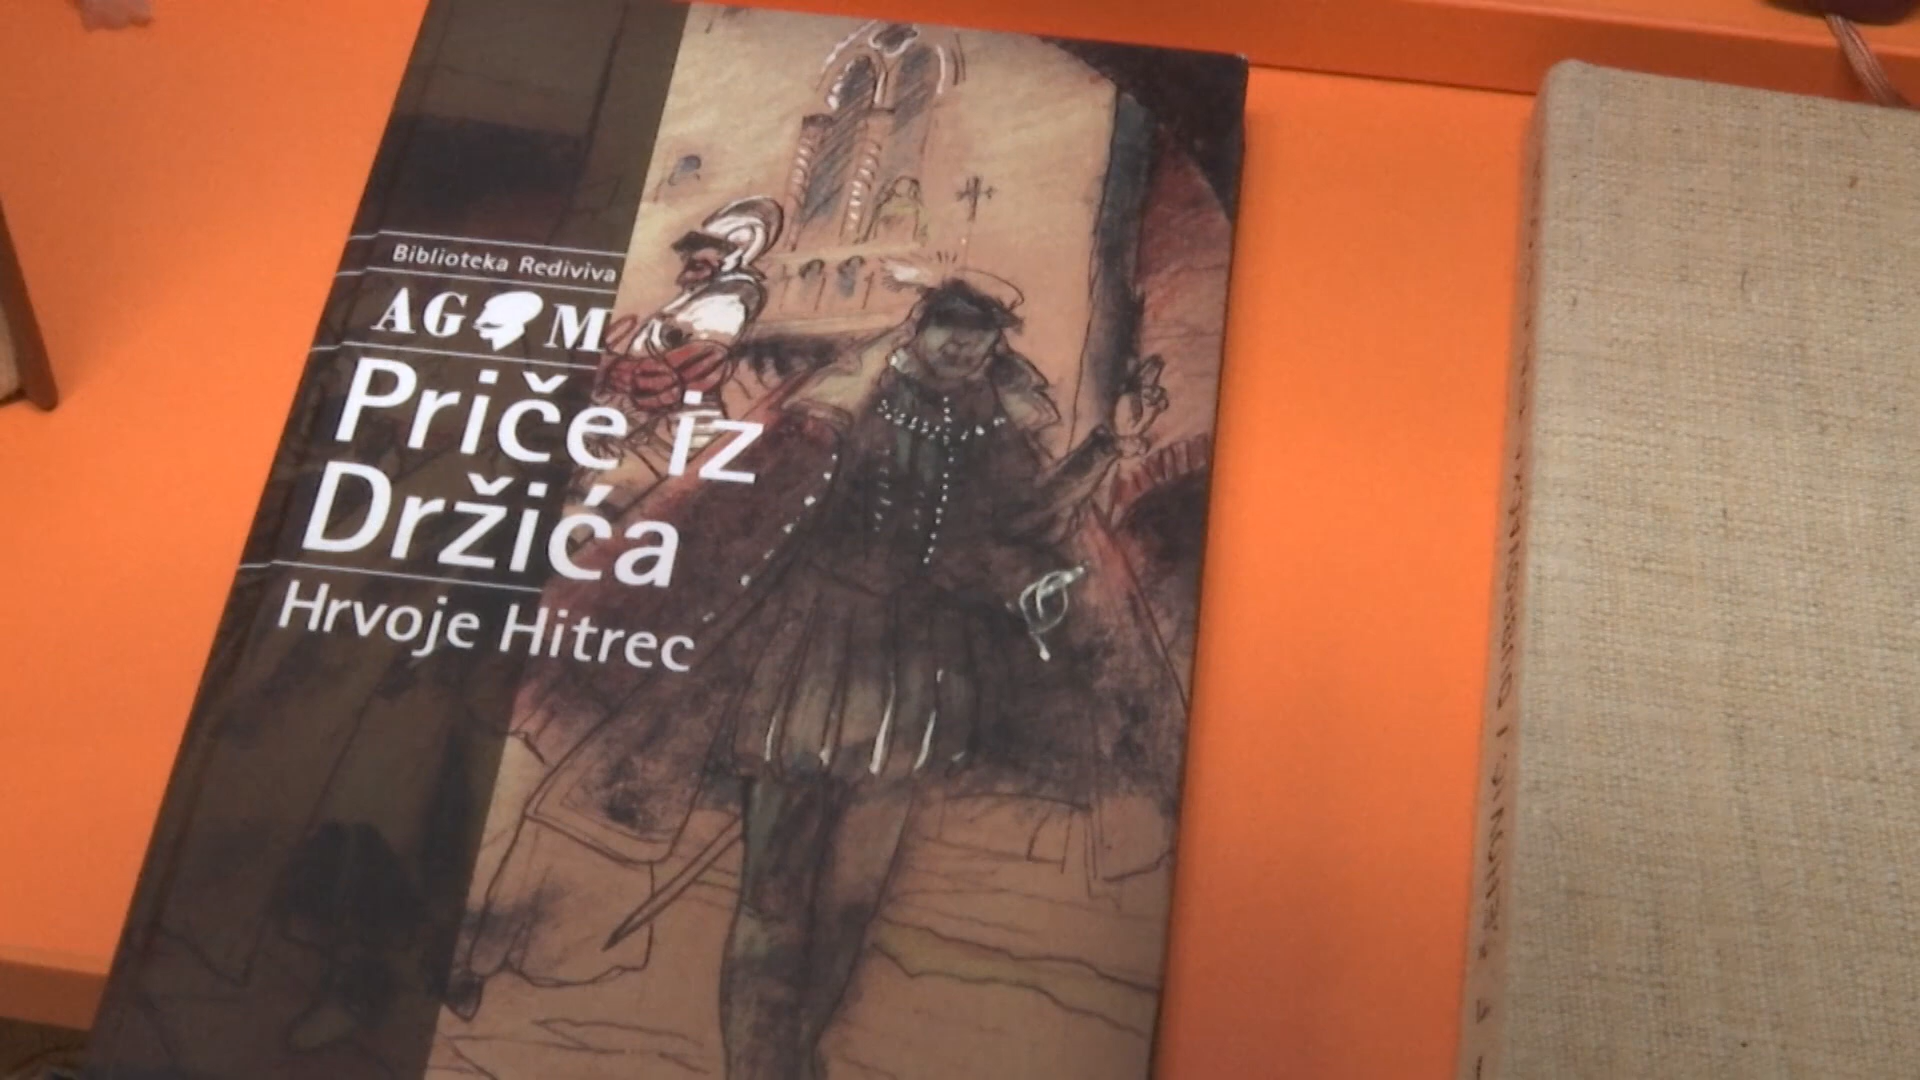 Biblioteka Rediviva
AGM
Priče iz
Držića
Hrvoje Hitrec